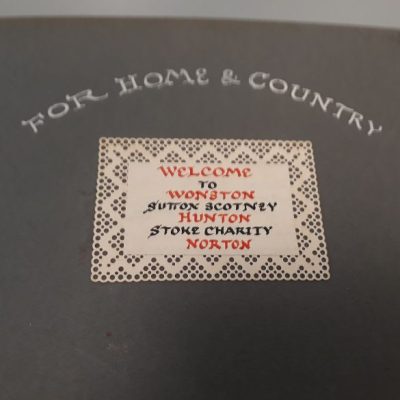 FOR HOME & COUNTRY
WELCOME
TO
WONSTON
SUTTON SCOTNEY
HUNTON
STOKE CHARITY
NORTON